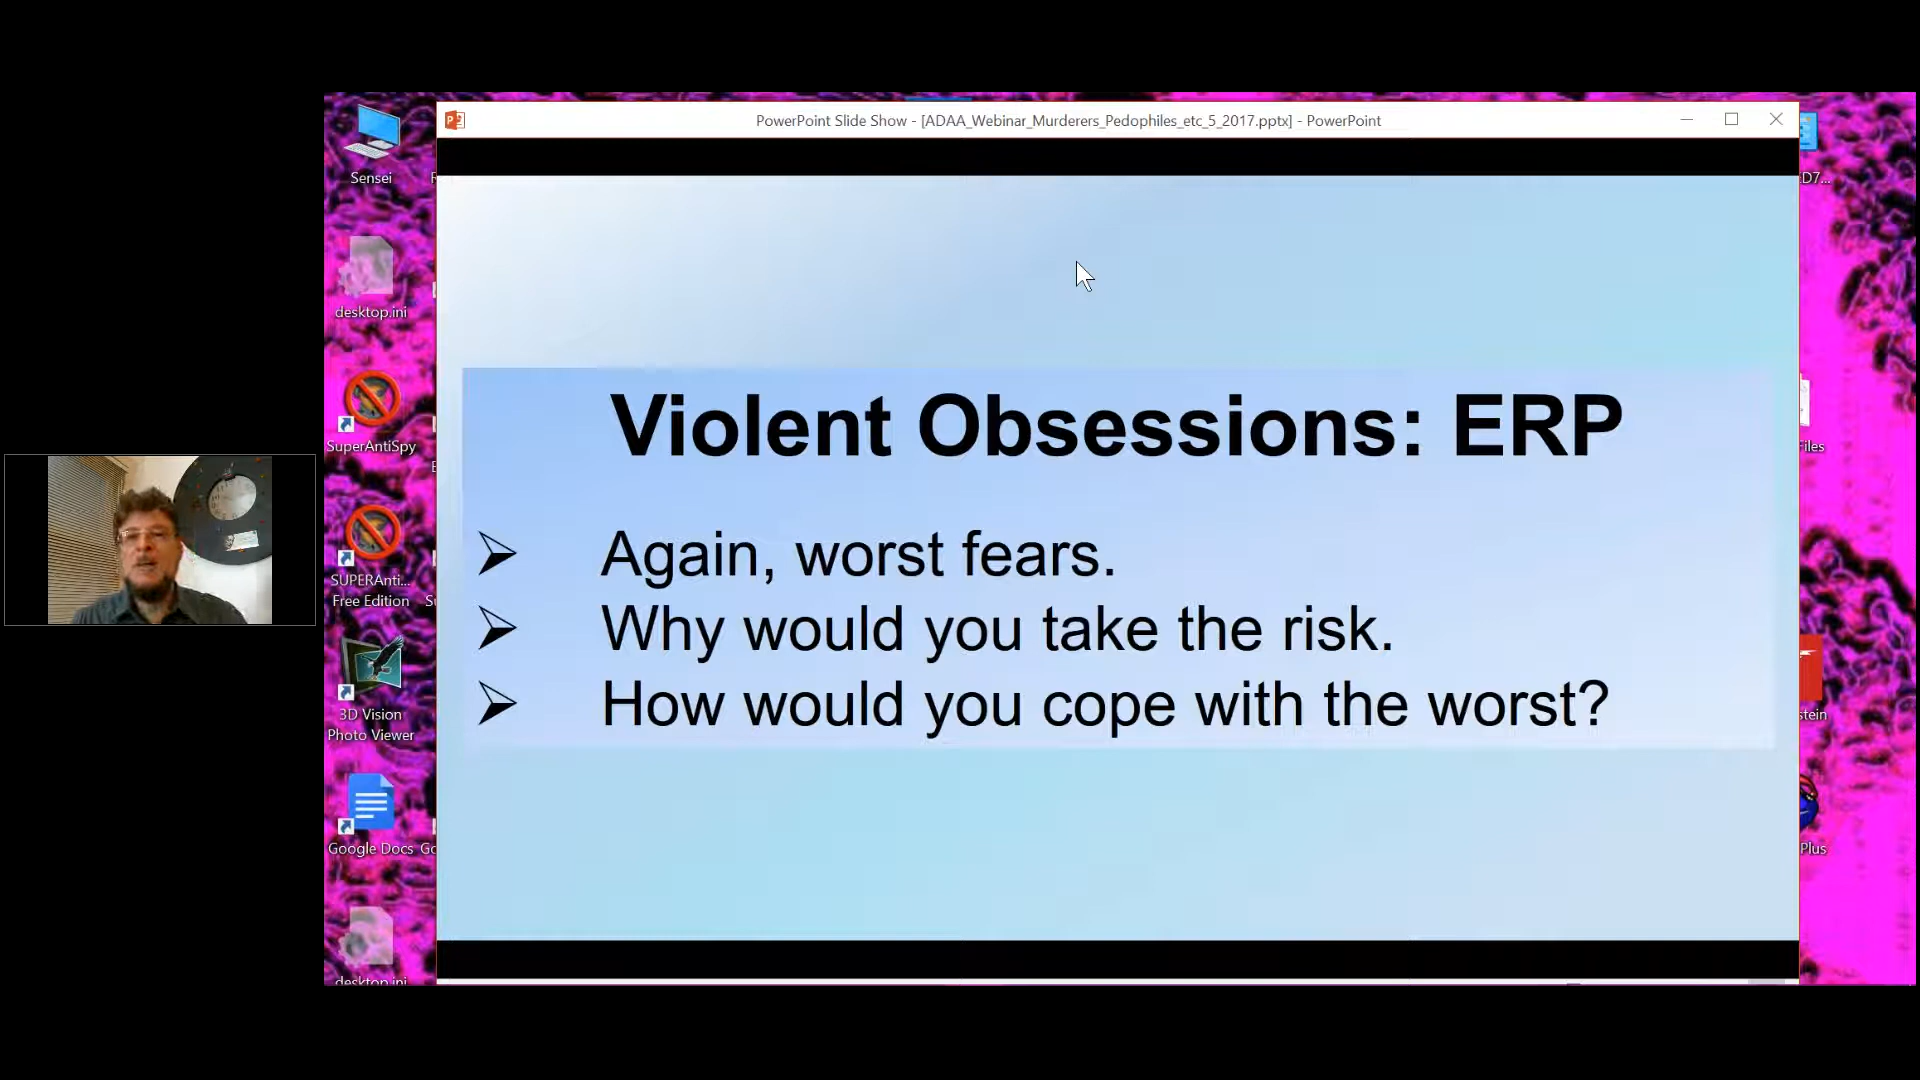 PowerPoint Slide Show - [ADAA_Webinar_Murderers_Pedophiles_etc_5_2017.pptx] - PowerPoint
Sensei
desktop.ini
SuperAntiSpy
SUPERAnti...
Free Edition
3D Vision
Photo Viewer
Google Docs
desktop.ini
Violent Obsessions: ERP
Again, worst fears.
Why would you take the risk.
How would you cope with the worst?
Files
Plus